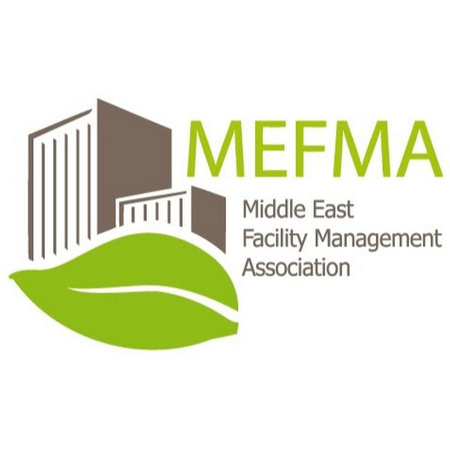 MEFMA
Middle East
Facility Management
Association